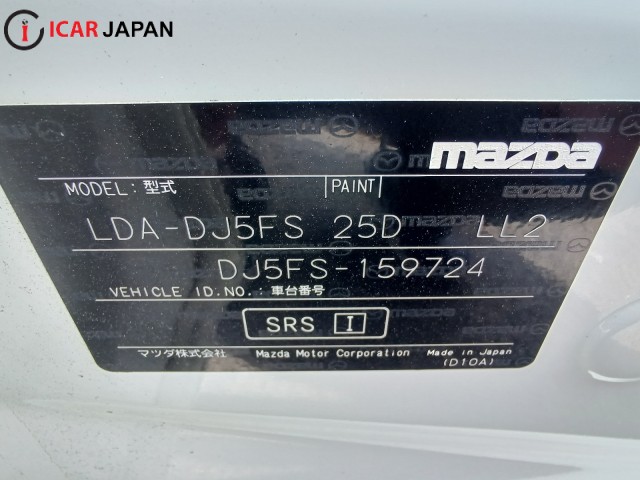 ICAR JAPAN
mazda
MODEL: 型式 PAINT
LDA-DJ5FS 25D LL2
DJ5FS-159724
VEHICLE ID.NO.: 車台番号
SRS I
マツダ株式会社 Mazda Motor Corporation Made in Japan
(D10A)